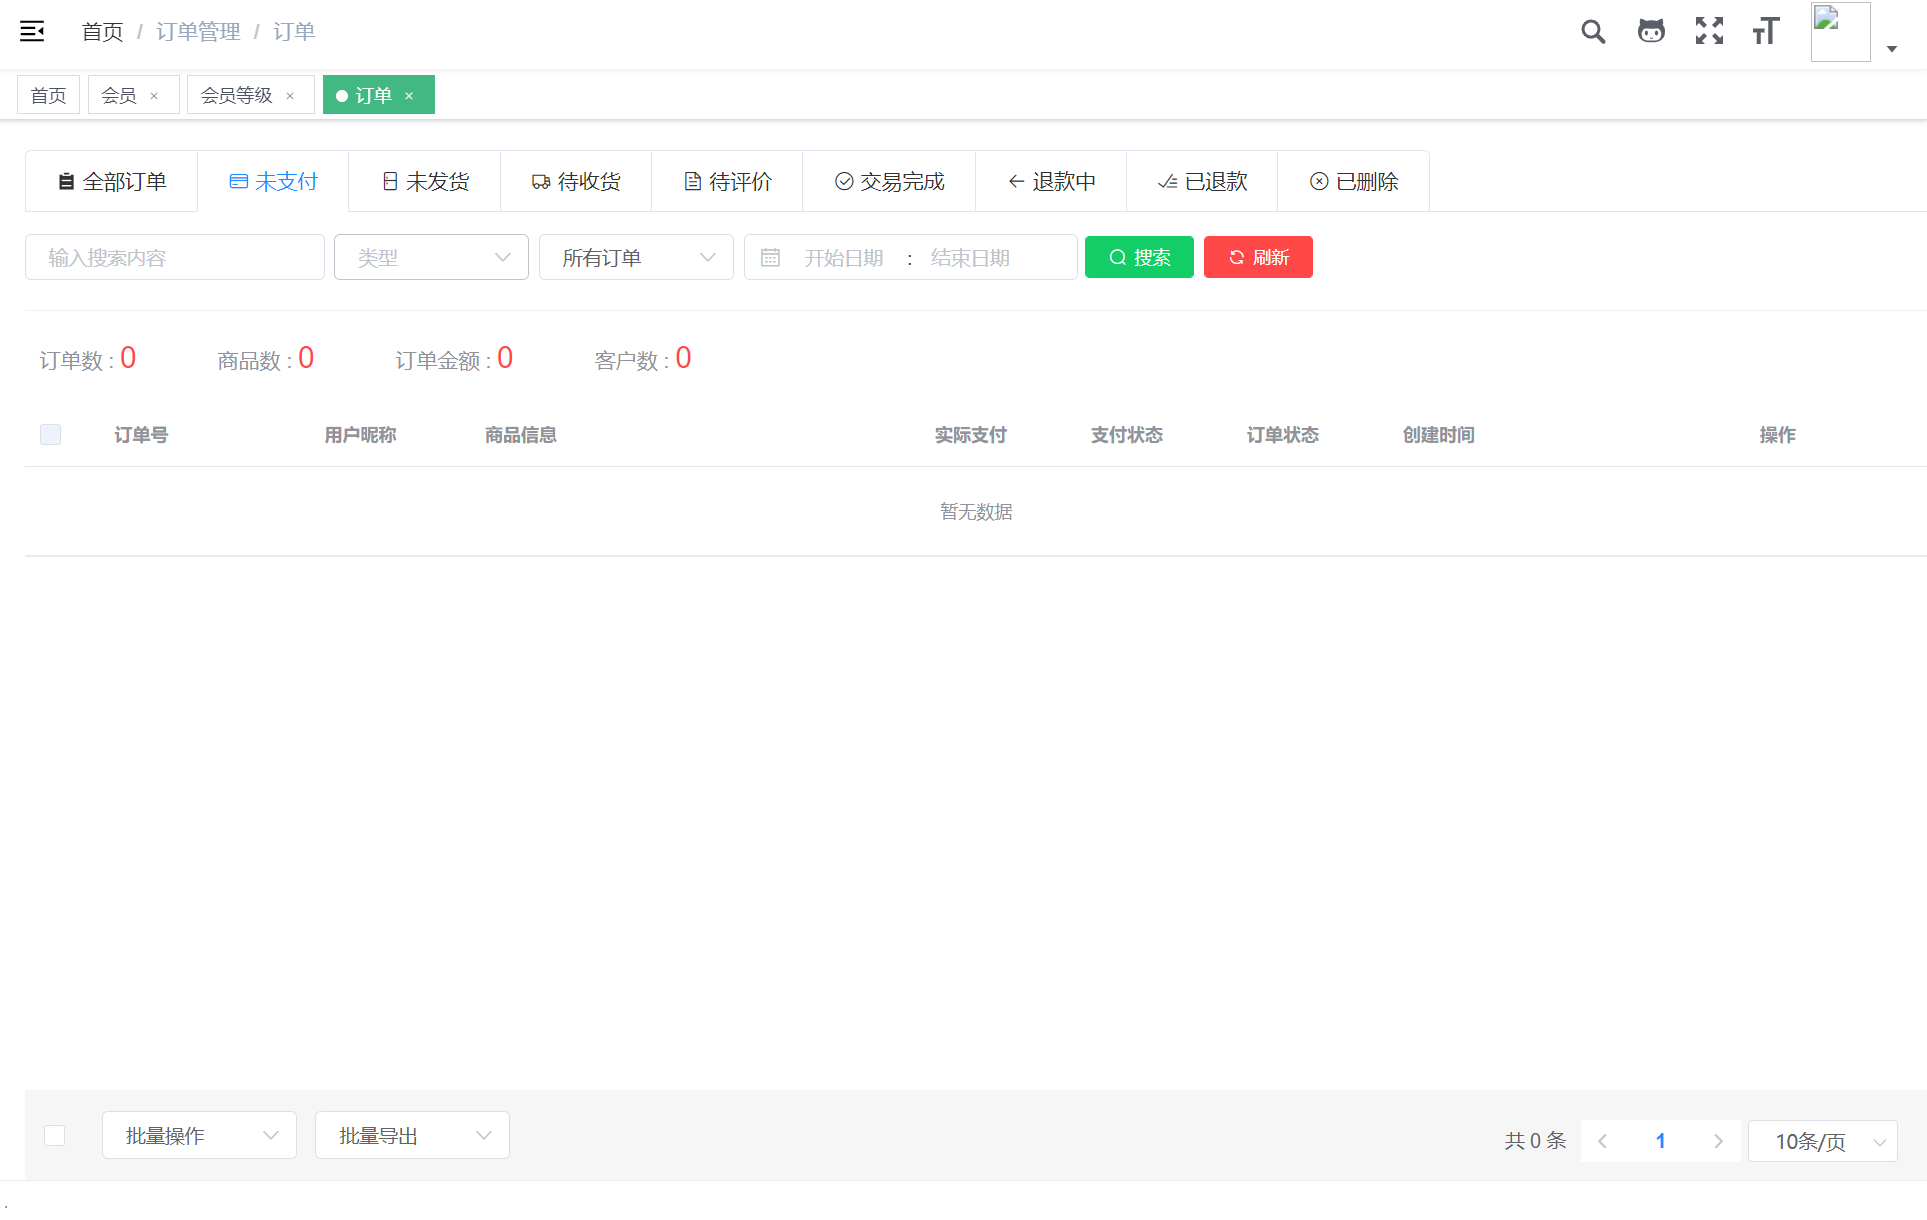 首页 / 订单管理 / 订单
首页 会员 × 会员等级 × 订单 ×
全部订单 未支付 未发货 待收货 待评价 交易完成 退款中 已退款 已删除
输入搜索内容 类型 所有订单 开始日期 : 结束日期 搜索 刷新
订单数 : 0 商品数 : 0 订单金额 : 0 客户数 : 0
订单号 用户昵称 商品信息 实际支付 支付状态 订单状态 创建时间 操作
暂无数据
批量操作 批量导出 共 0 条 1 10条/页